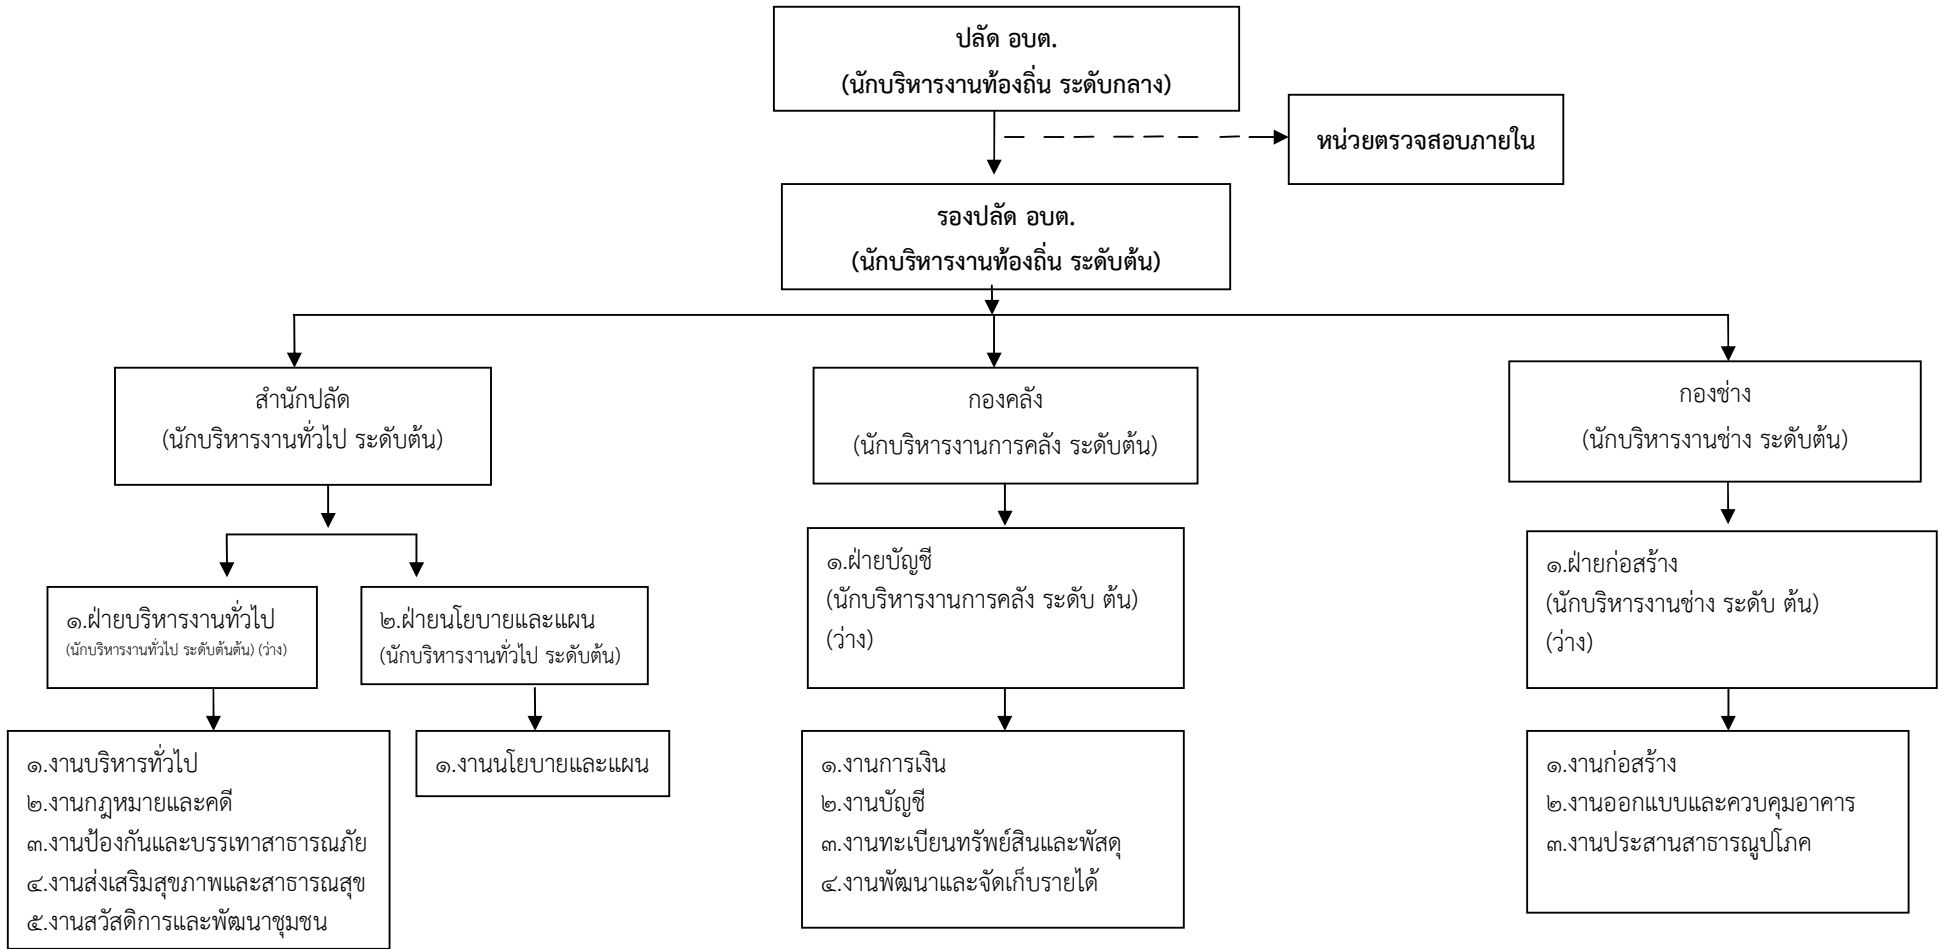 ปลัด อบต.
(นักบริหารงานท้องถิ่น ระดับกลาง)
หน่วยตรวจสอบภายใน
รองปลัด อบต.
(นักบริหารงานท้องถิ่น ระดับต้น)
สำนักปลัด
(นักบริหารงานทั่วไป ระดับต้น)
กองคลัง
(นักบริหารงานการคลัง ระดับต้น)
กองช่าง
(นักบริหารงานช่าง ระดับต้น)
๑.ฝ่ายบริหารงานทั่วไป
(นักบริหารงานทั่วไป ระดับต้นต้น) (ว่าง)
๒.ฝ่ายนโยบายและแผน
(นักบริหารงานทั่วไป ระดับต้น)
๑.ฝ่ายบัญชี
(นักบริหารงานการคลัง ระดับ ต้น)
(ว่าง)
๑.ฝ่ายก่อสร้าง
(นักบริหารงานช่าง ระดับ ต้น)
(ว่าง)
๑.งานบริหารทั่วไป
๒.งานกฎหมายและคดี
๓.งานป้องกันและบรรเทาสาธารณภัย
๔.งานส่งเสริมสุขภาพและสาธารณสุข
๕.งานสวัสดิการและพัฒนาชุมชน
๑.งานนโยบายและแผน
๑.งานการเงิน
๒.งานบัญชี
๓.งานทะเบียนทรัพย์สินและพัสดุ
๔.งานพัฒนาและจัดเก็บรายได้
๑.งานก่อสร้าง
๒.งานออกแบบและควบคุมอาคาร
๓.งานประสานสาธารณูปโภค